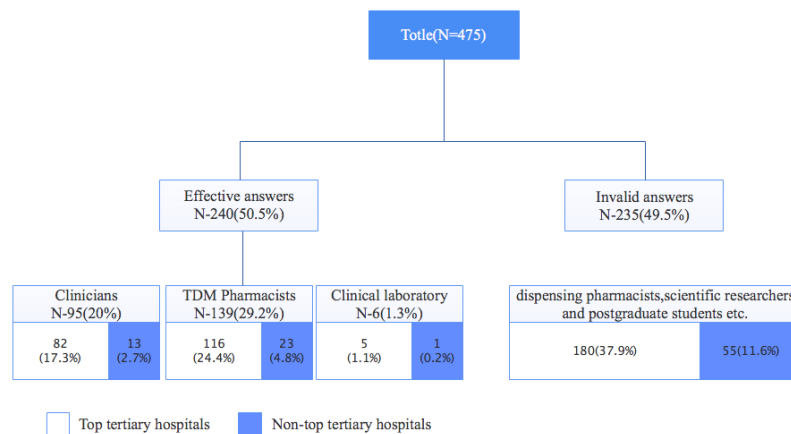 Totle(N=475)
Effective answers
N-240(50.5%)
Invalid answers
N-235(49.5%)
Clinicians
N-95(20%)
82
(17.3%)
13
(2.7%)
TDM Pharmacists
N-139(29.2%)
116
(24.4%)
23
(4.8%)
Clinical laboratory
N-6(1.3%)
5
(1.1%)
1
(0.2%)
dispensing pharmacists,scientific researchers
and postgraduate students etc.
180(37.9%)
55(11.6%)
Top tertiary hospitals
Non-top tertiary hospitals